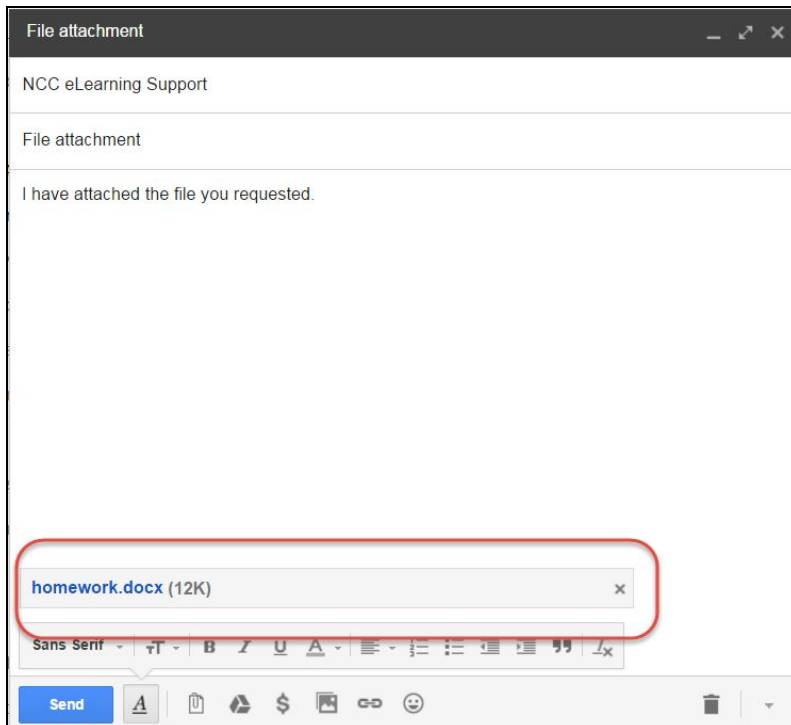 File attachment
NCC eLearning Support
File attachment
I have attached the file you requested.
homework.docx (12K)
Sans Serif
Send